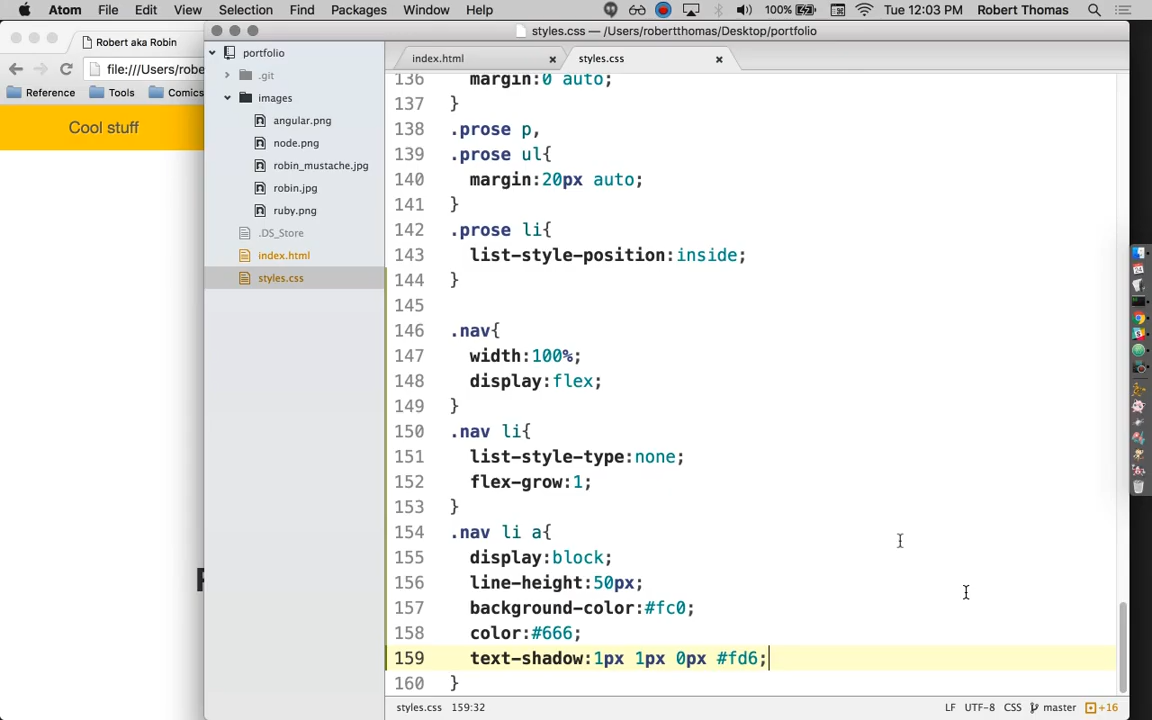 Atom File Edit View Selection Find Packages Window Help 100% Tue 12:03 PM Robert Thomas
styles.css — /Users/robertthomas/Desktop/portfolio
Robert aka Robin
file:///Users/robe
Reference Tools Comics
Cool stuff
portfolio
.git
images
angular.png
node.png
robin_mustache.jpg
robin.jpg
ruby.png
.DS_Store
index.html
styles.css
index.html styles.css
136 margin:0 auto;
137 }
138 .prose p,
139 .prose ul{
140 margin:20px auto;
141 }
142 .prose li{
143 list-style-position:inside;
144 }
145
146 .nav{
147 width:100%;
148 display:flex;
149 }
150 .nav li{
151 list-style-type:none;
152 flex-grow:1;
153 }
154 .nav li a{
155 display:block;
156 line-height:50px;
157 background-color:#fc0;
158 color:#666;
159 text-shadow:1px 1px 0px #fd6;
160 }
styles.css 159:32 LF UTF-8 CSS master +16